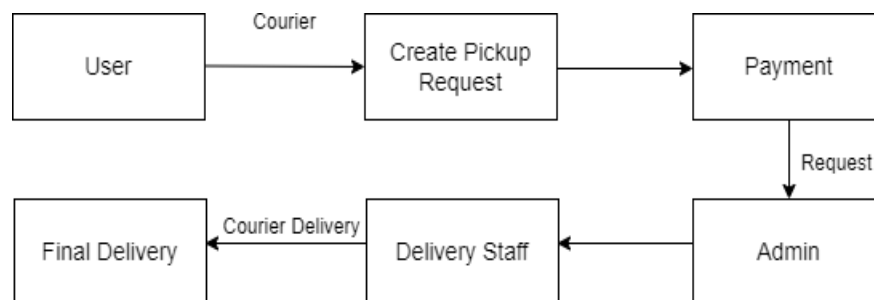 Courier
User
Create Pickup
Request
Payment
Request
Courier Delivery
Final Delivery
Delivery Staff
Admin